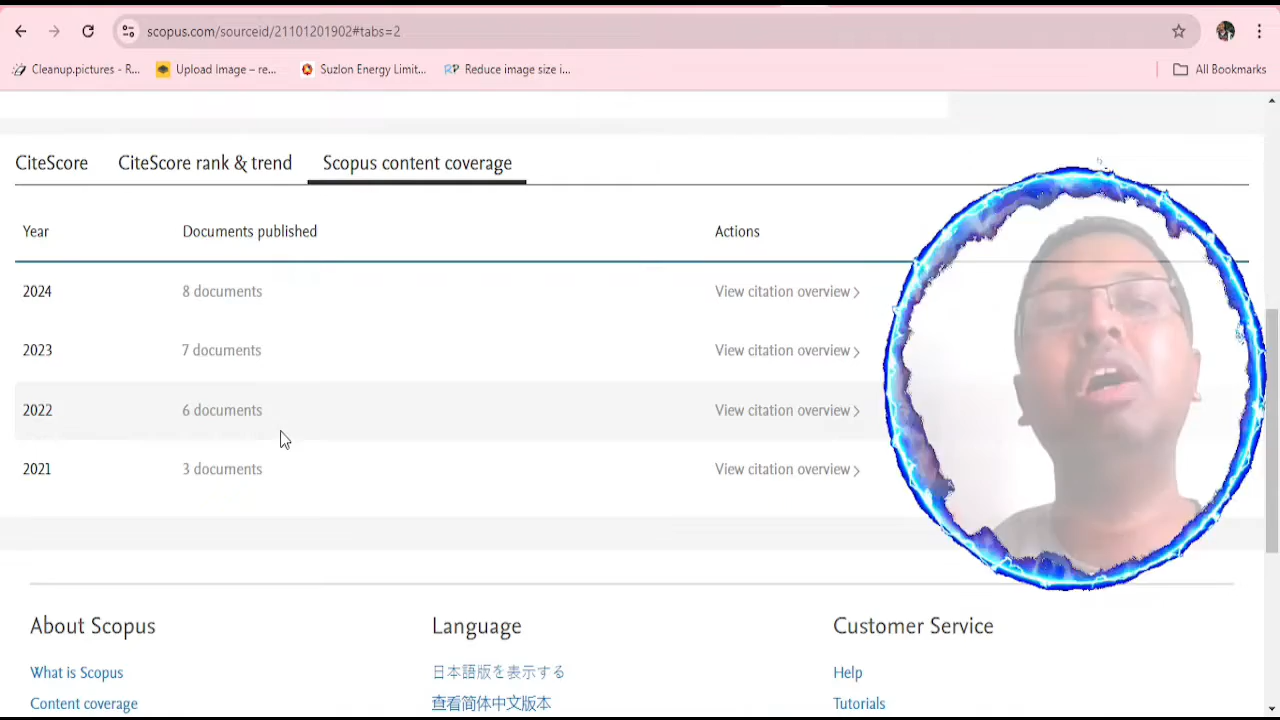 scopus.com/sourceid/21101201902#tabs=2
Cleanup.pictures - R... Upload Image – re... Suzlon Energy Limit... Reduce image size i... All Bookmarks
CiteScore CiteScore rank & trend Scopus content coverage
Year Documents published Actions
2024 8 documents View citation overview
2023 7 documents View citation overview
2022 6 documents View citation overview
2021 3 documents View citation overview
About Scopus Language Customer Service
What is Scopus 日本語版を表示する Help
Content coverage 查看简体中文版本 Tutorials